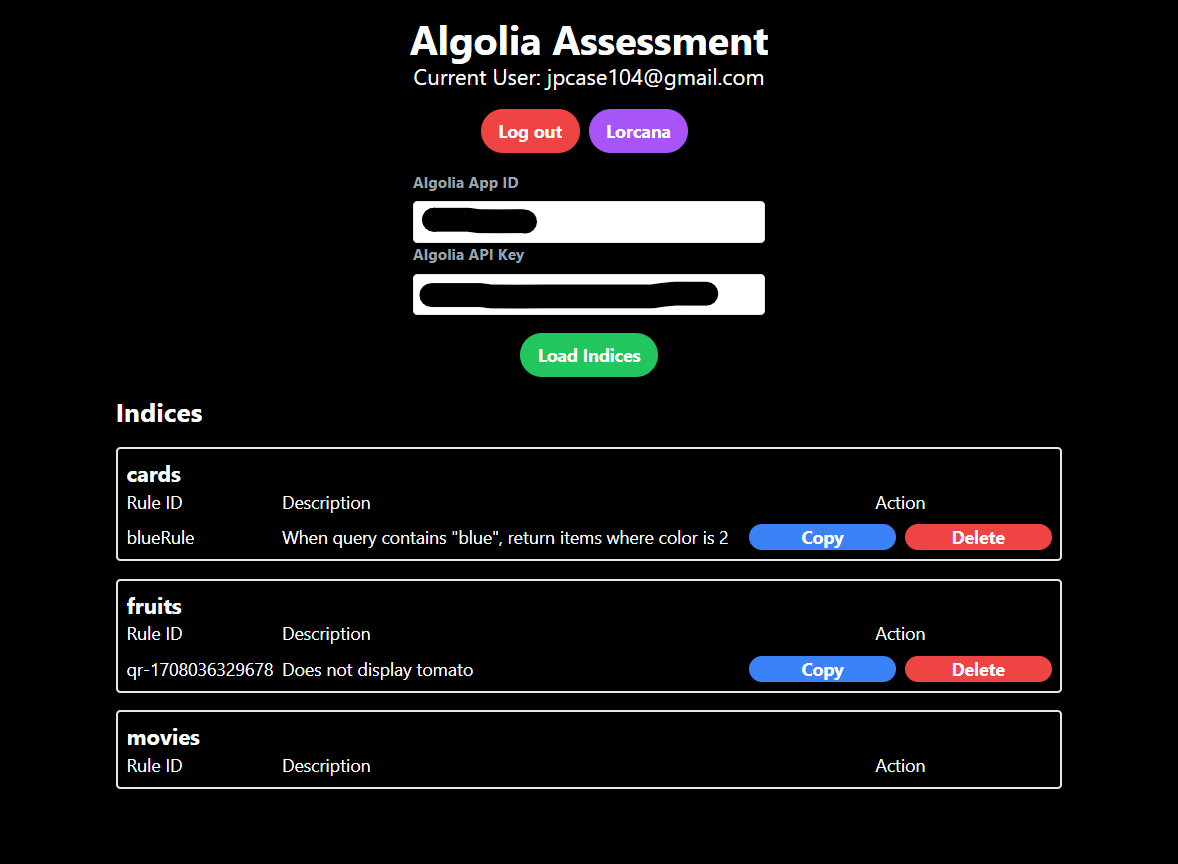 Algolia Assessment
Current User: jpcase104@gmail.com
Log out Lorcana
Algolia App ID
Algolia API Key
Load Indices
Indices
cards
Rule ID Description Action
blueRule When query contains "blue", return items where color is 2 Copy Delete
fruits
Rule ID Description Action
qr-1708036329678 Does not display tomato Copy Delete
movies
Rule ID Description Action